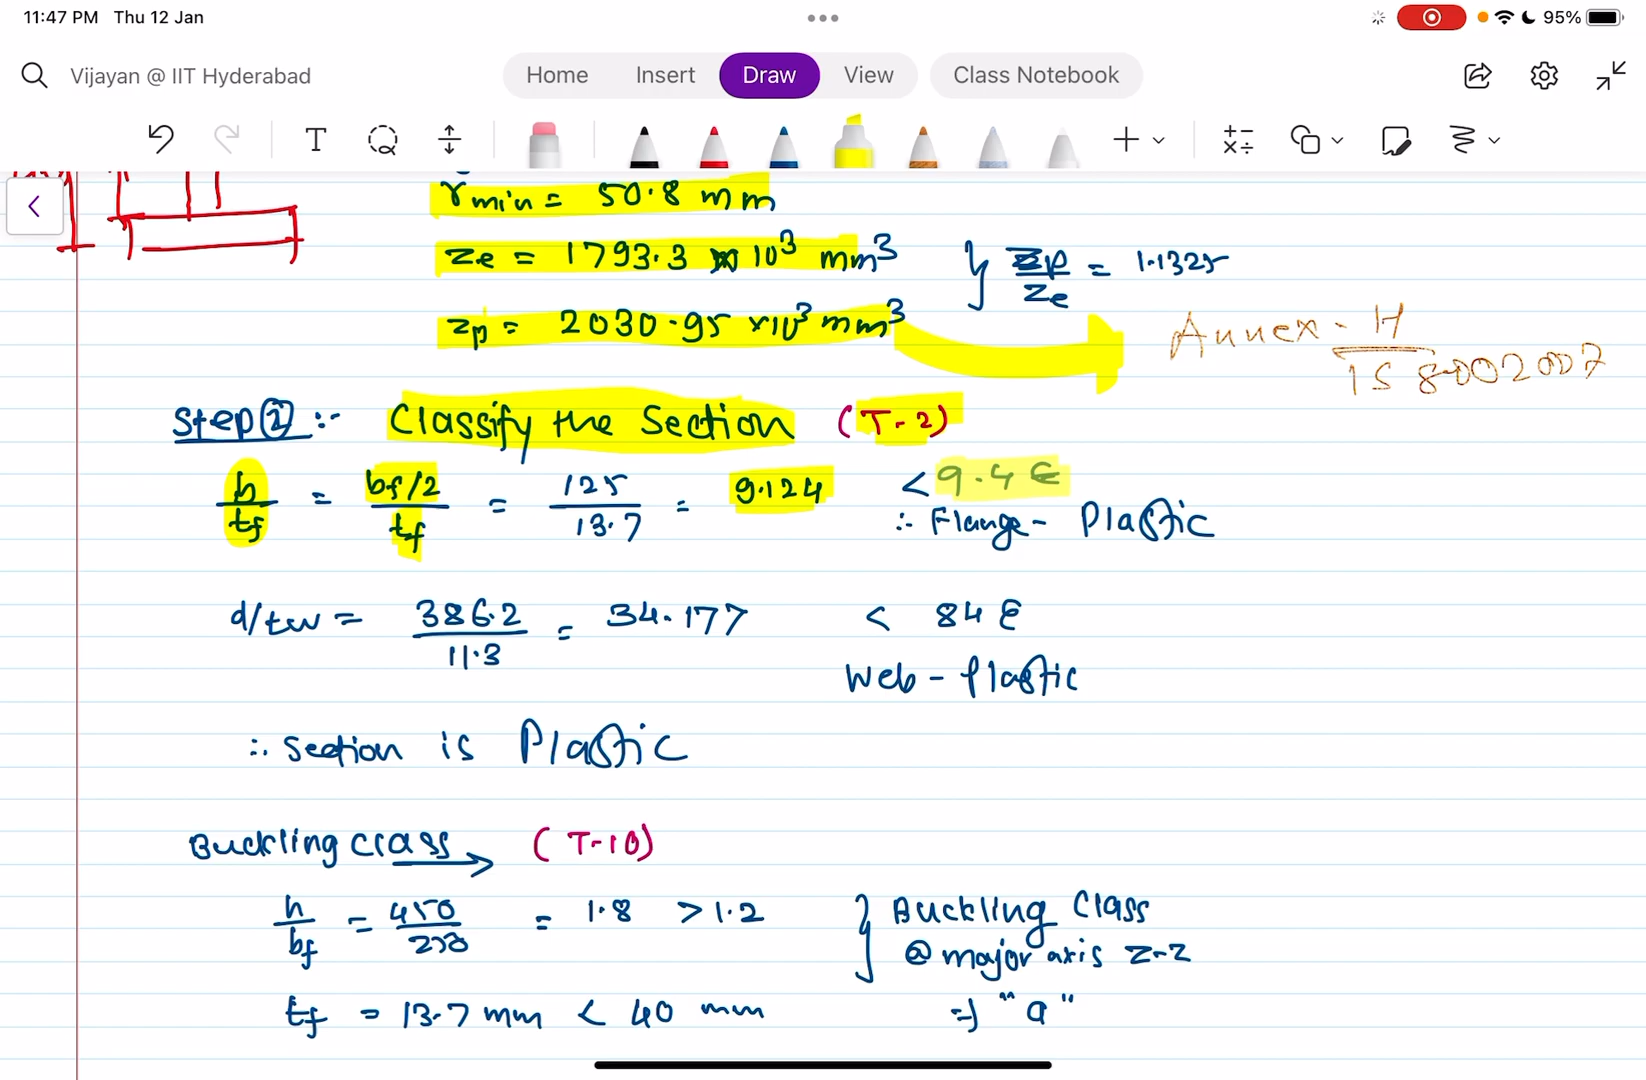 11:47 PM Thu 12 Jan
95%
Vijayan @ IIT Hyderabad
Home Insert Draw View Class Notebook
T
rmin = 50.8 mm
Ze = 1793.3 × 10³ mm³
Zp/Ze = 1.1325
Zp = 2030.95 ×10³ mm³
Annex - H
IS 800 2007
Step② :- Classify the Section (T-2)
b/tf = bf/2/tf = 125/13.7 = 9.124 < 9.4 ε
∴ Flange - Plastic
d/tw = 386.2/11.3 = 34.177 < 84 ε
Web - Plastic
∴ Section is Plastic
Buckling class → (T-10)
h/bf = 450/250 = 1.8 > 1.2 } Buckling Class
@ major axis z-z
tf = 13.7 mm < 40 mm ⇒ "a"